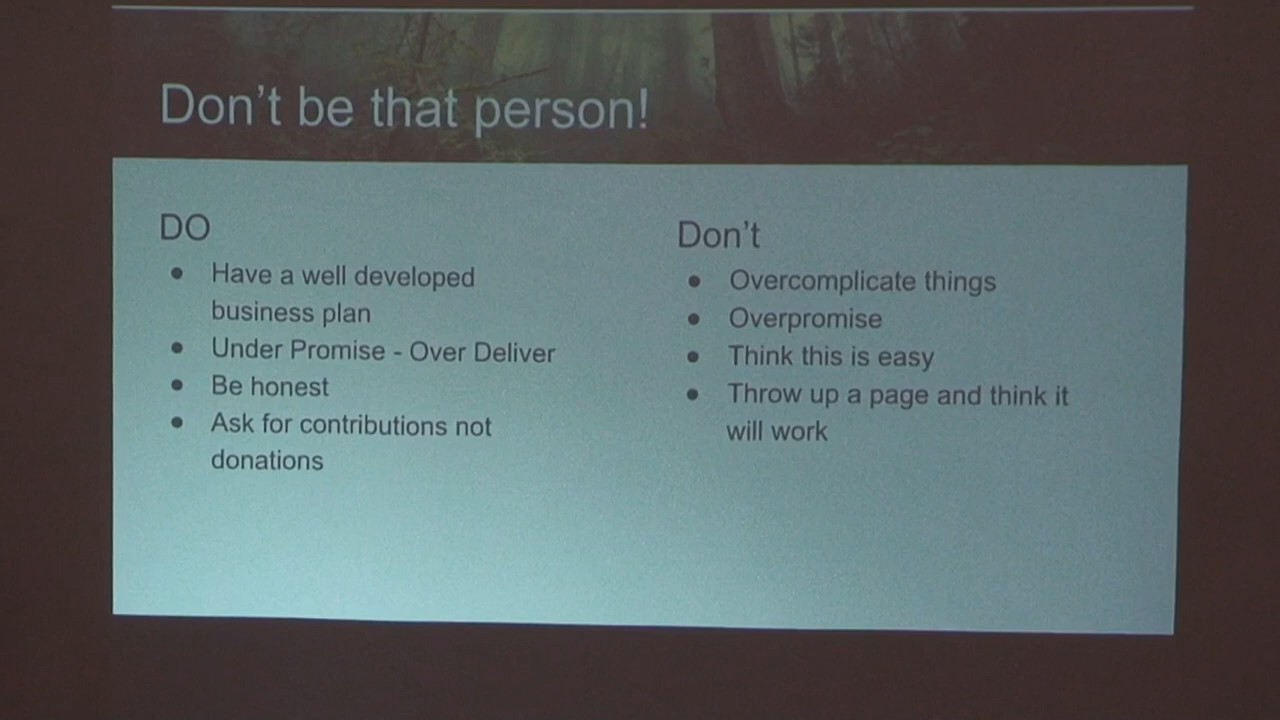 Don't be that person!
DO
• Have a well developed
business plan
• Under Promise - Over Deliver
• Be honest
• Ask for contributions not
donations
Don't
• Overcomplicate things
• Overpromise
• Think this is easy
• Throw up a page and think it
will work